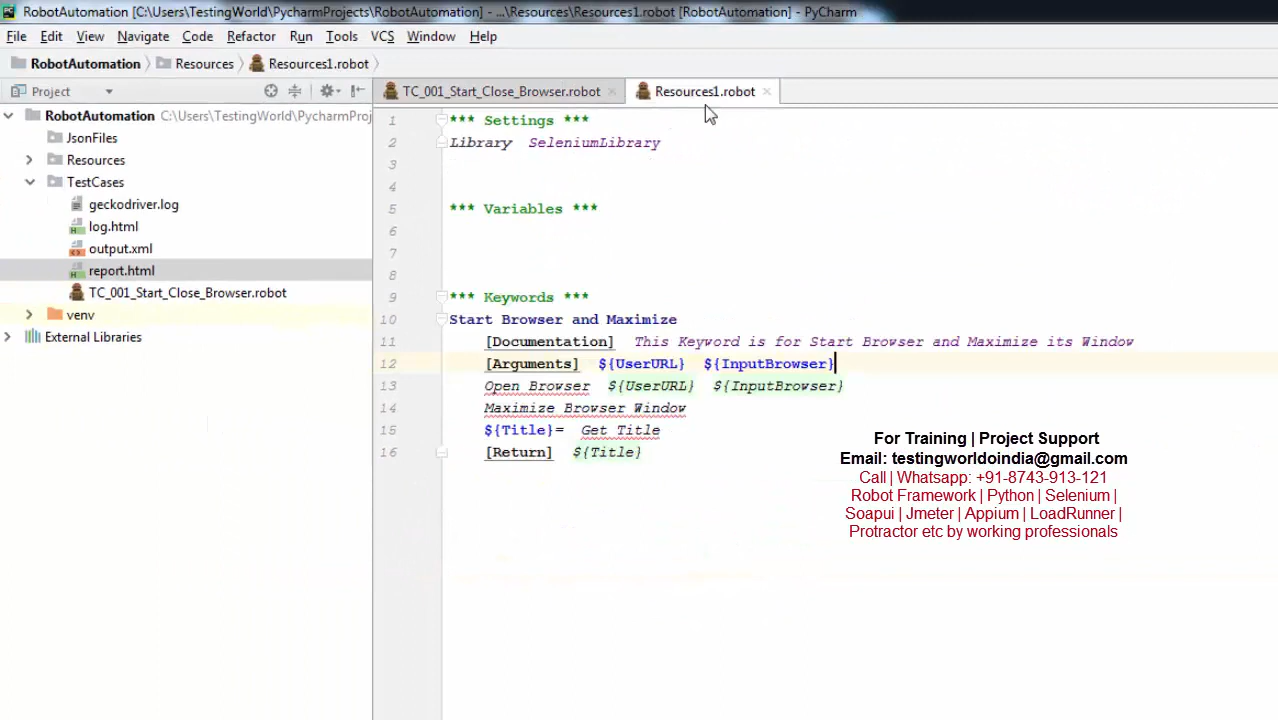 RobotAutomation [C:\Users\TestingWorld\PycharmProjects\RobotAutomation] - ...\Resources\Resources1.robot [RobotAutomation] - PyCharm
File Edit View Navigate Code Refactor Run Tools VCS Window Help
RobotAutomation Resources Resources1.robot
Project
TC_001_Start_Close_Browser.robot Resources1.robot
RobotAutomation C:\Users\TestingWorld\PycharmProj
JsonFiles
Resources
TestCases
geckodriver.log
log.html
output.xml
report.html
TC_001_Start_Close_Browser.robot
venv
External Libraries
1 *** Settings ***
2 Library SeleniumLibrary
3
4
5 *** Variables ***
6
7
8
9 *** Keywords ***
10 Start Browser and Maximize
11 [Documentation] This Keyword is for Start Browser and Maximize its Window
12 [Arguments] ${UserURL} ${InputBrowser}
13 Open Browser ${UserURL} ${InputBrowser}
14 Maximize Browser Window
15 ${Title}= Get Title
16 [Return] ${Title}
For Training | Project Support
Email: testingworldoindia@gmail.com
Call | Whatsapp: +91-8743-913-121
Robot Framework | Python | Selenium |
Soapui | Jmeter | Appium | LoadRunner |
Protractor etc by working professionals